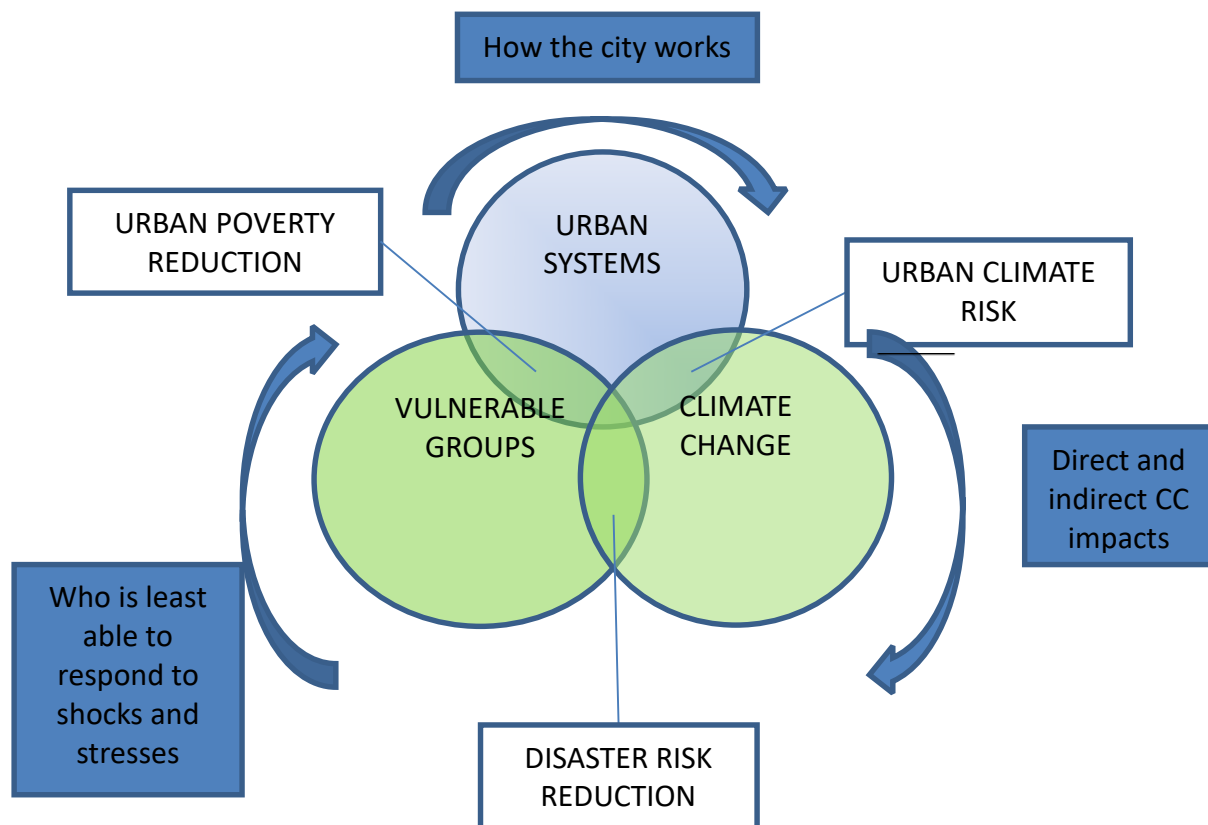 How the city works
URBAN POVERTY
REDUCTION
URBAN
SYSTEMS
URBAN CLIMATE
RISK
VULNERABLE
GROUPS
CLIMATE
CHANGE
Direct and
indirect CC
impacts
Who is least
able to
respond to
shocks and
stresses
DISASTER RISK
REDUCTION